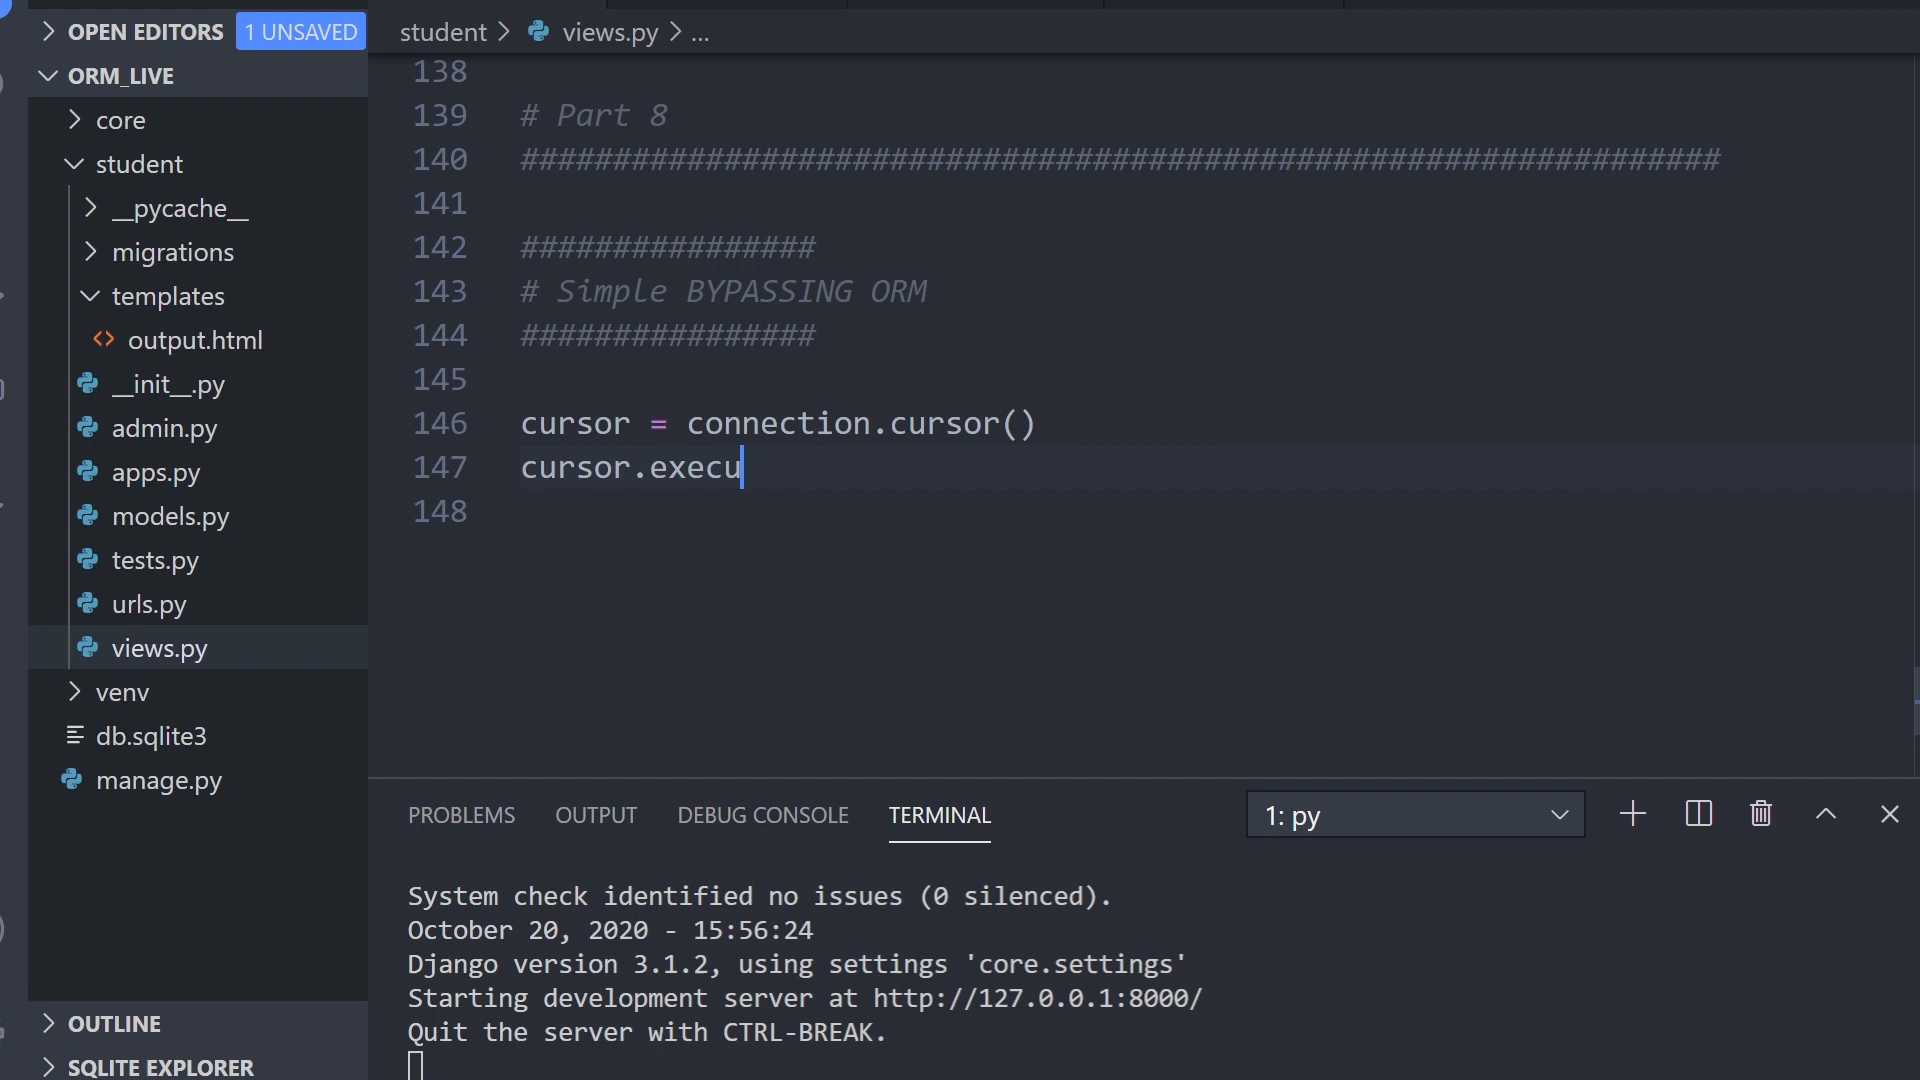 OPEN EDITORS 1 UNSAVED
ORM_LIVE
core
student
__pycache__
migrations
templates
output.html
__init__.py
admin.py
apps.py
models.py
tests.py
urls.py
views.py
venv
db.sqlite3
manage.py
OUTLINE
SQLITE EXPLORER
student > views.py > ...
138
139 # Part 8
140 #################################################################
141
142 ################
143 # Simple BYPASSING ORM
144 ################
145
146 cursor = connection.cursor()
147 cursor.execu
148
PROBLEMS OUTPUT DEBUG CONSOLE TERMINAL 1: py
System check identified no issues (0 silenced).
October 20, 2020 - 15:56:24
Django version 3.1.2, using settings 'core.settings'
Starting development server at http://127.0.0.1:8000/
Quit the server with CTRL-BREAK.